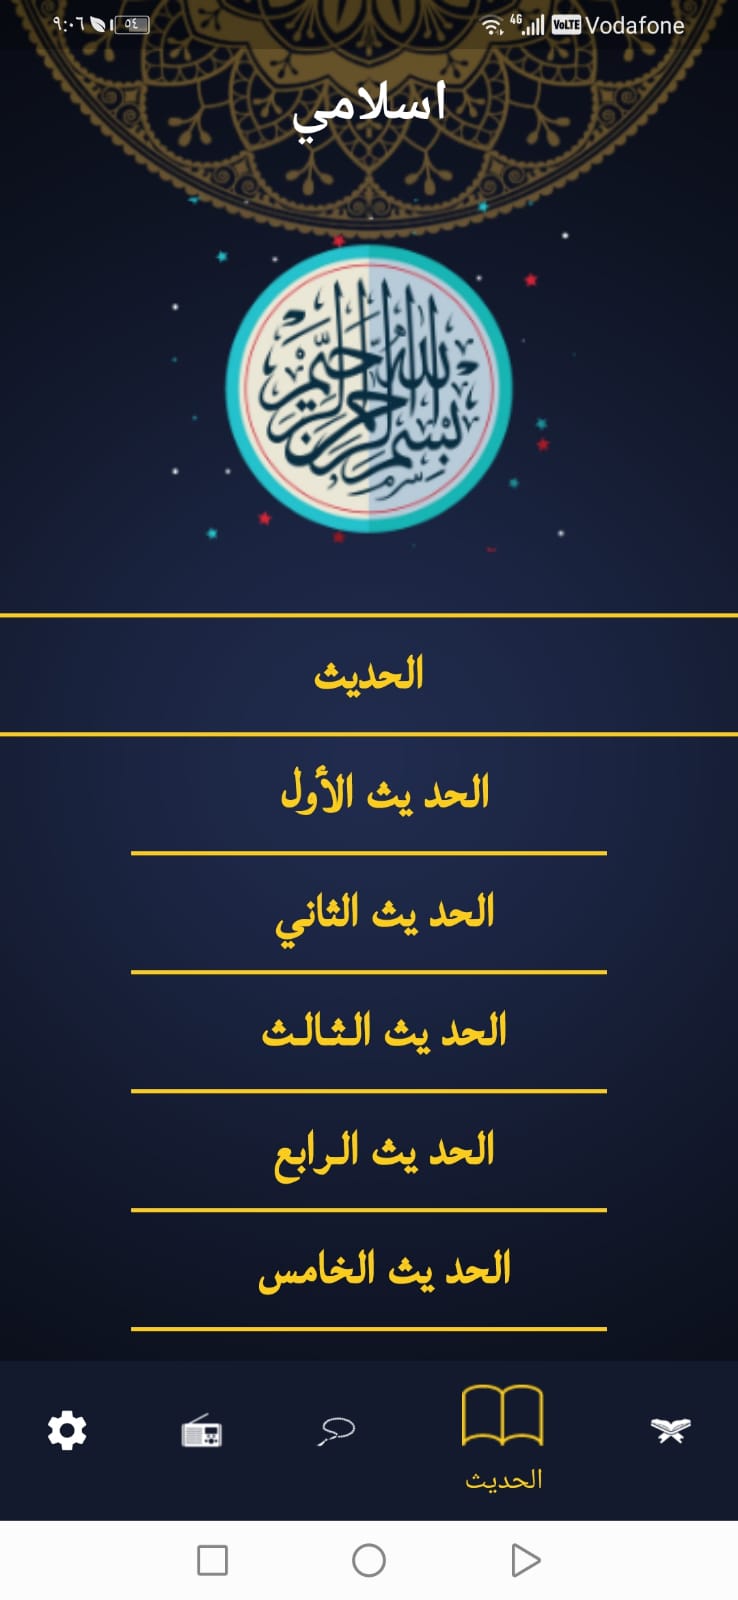 ٩:٠٦ ٥٤ 4G VoLTE Vodafone
اسلامي
بسم الله الرحمن الرحيم
الحديث
الحد يث الأول
الحد يث الثاني
الحد يث الثالث
الحد يث الرابع
الحد يث الخامس
الحديث